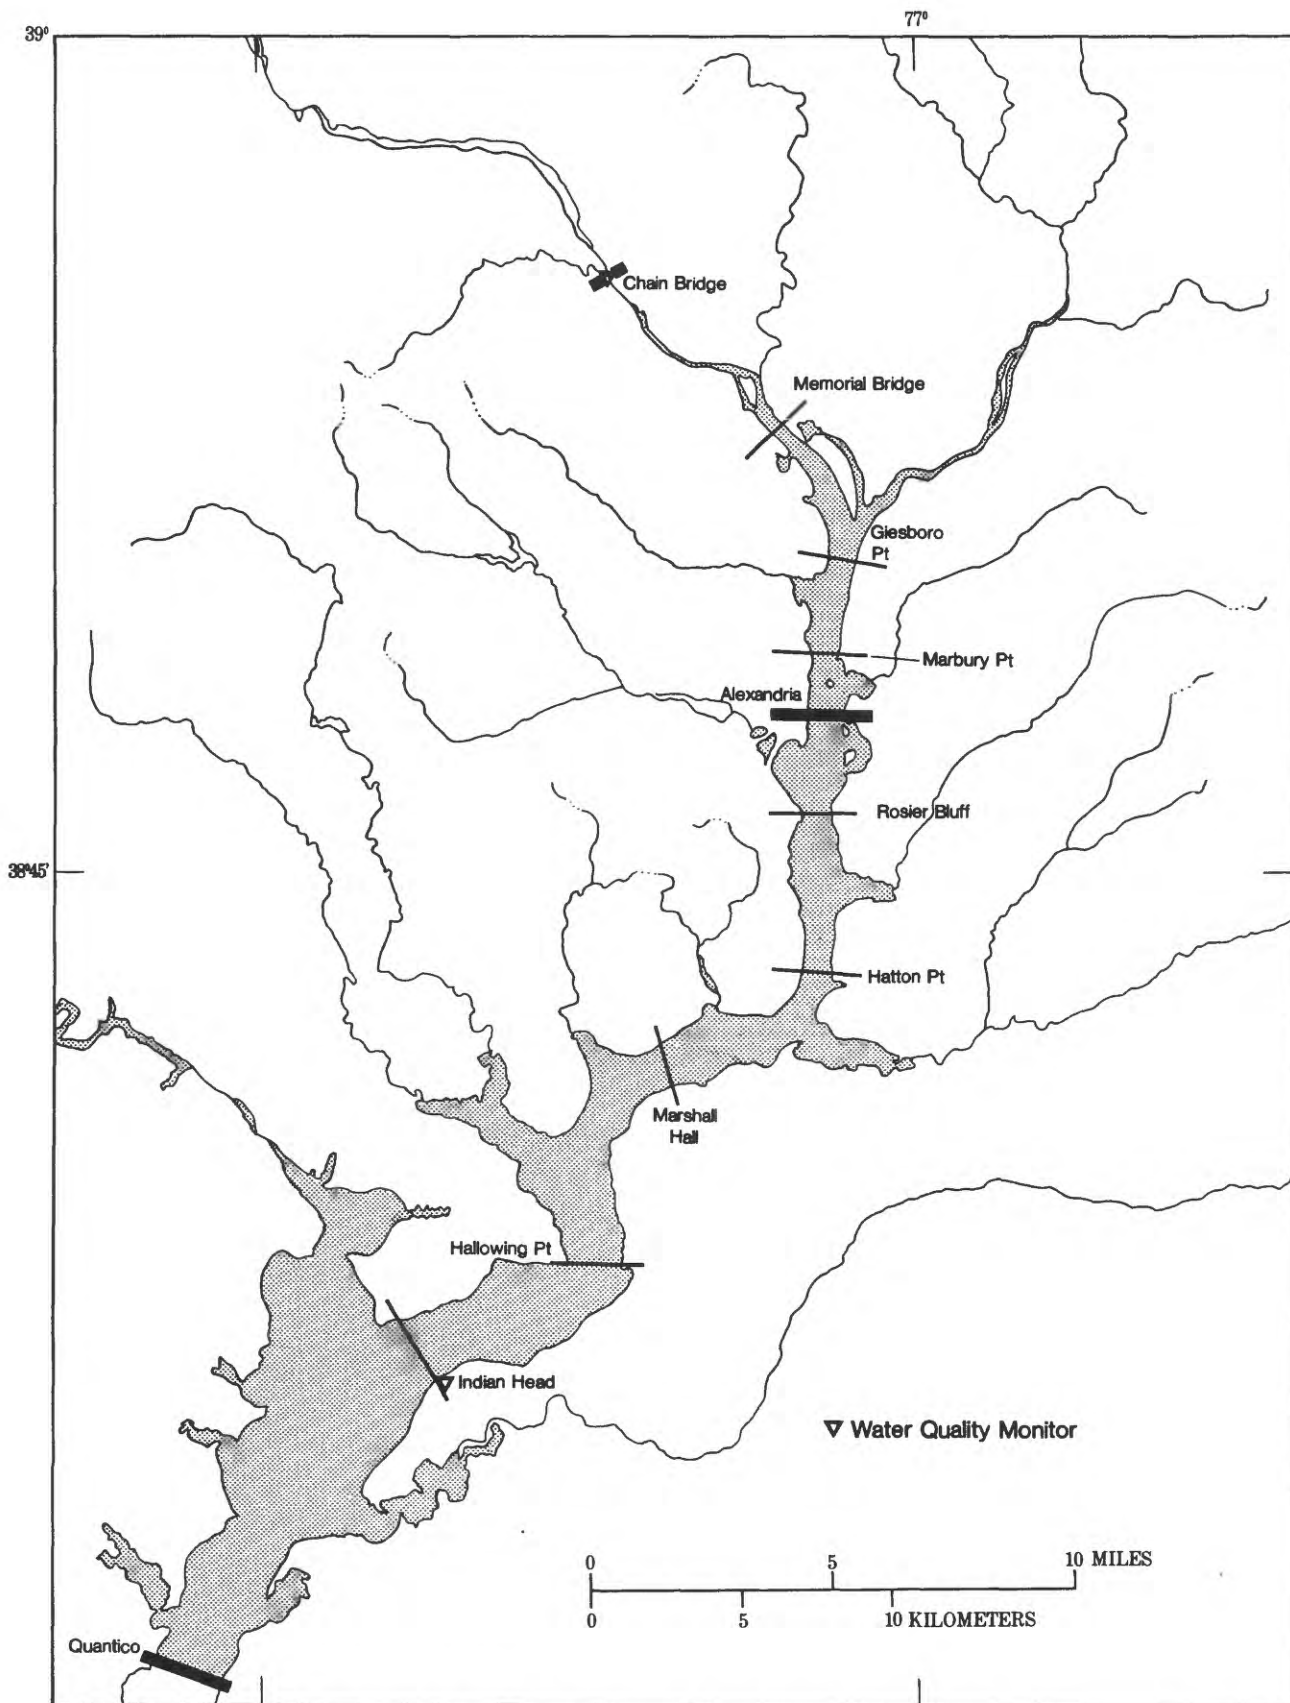 77°
39°
Chain Bridge
Memorial Bridge
Giesboro
Pt
Marbury Pt
Alexandria
Rosier Bluff
38°45'
Hatton Pt
Marshall
Hall
Hallowing Pt
Indian Head
Water Quality Monitor
0 5 10 MILES
0 5 10 KILOMETERS
Quantico